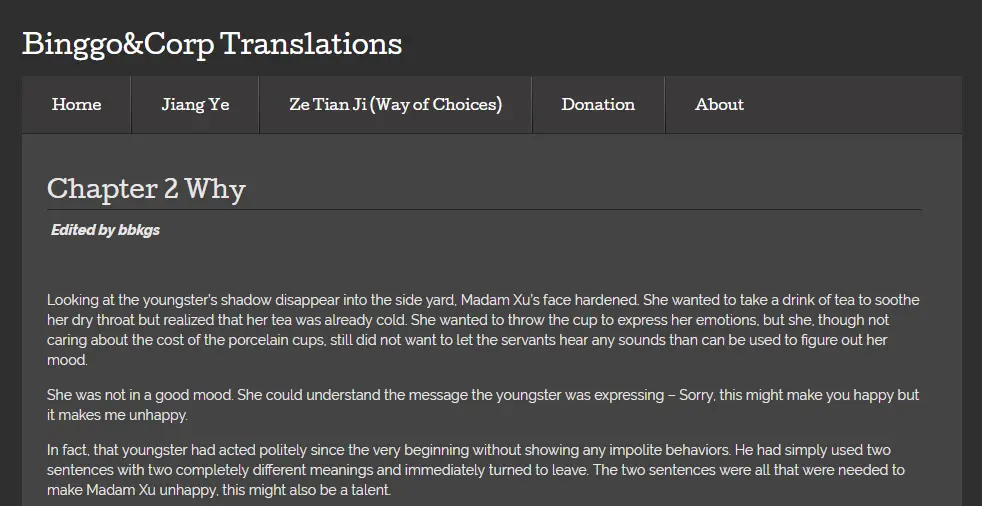 Binggo&Corp Translations
Home Jiang Ye Ze Tian Ji (Way of Choices) Donation About
Chapter 2 Why
Edited by bbkgs
Looking at the youngster's shadow disappear into the side yard, Madam Xu's face hardened. She wanted to take a drink of tea to soothe
her dry throat but realized that her tea was already cold. She wanted to throw the cup to express her emotions, but she, though not
caring about the cost of the porcelain cups, still did not want to let the servants hear any sounds than can be used to figure out her
mood.
She was not in a good mood. She could understand the message the youngster was expressing – Sorry, this might make you happy but
it makes me unhappy.
In fact, that youngster had acted politely since the very beginning without showing any impolite behaviors. He had simply used two
sentences with two completely different meanings and immediately turned to leave. The two sentences were all that were needed to
make Madam Xu unhappy, this might also be a talent.